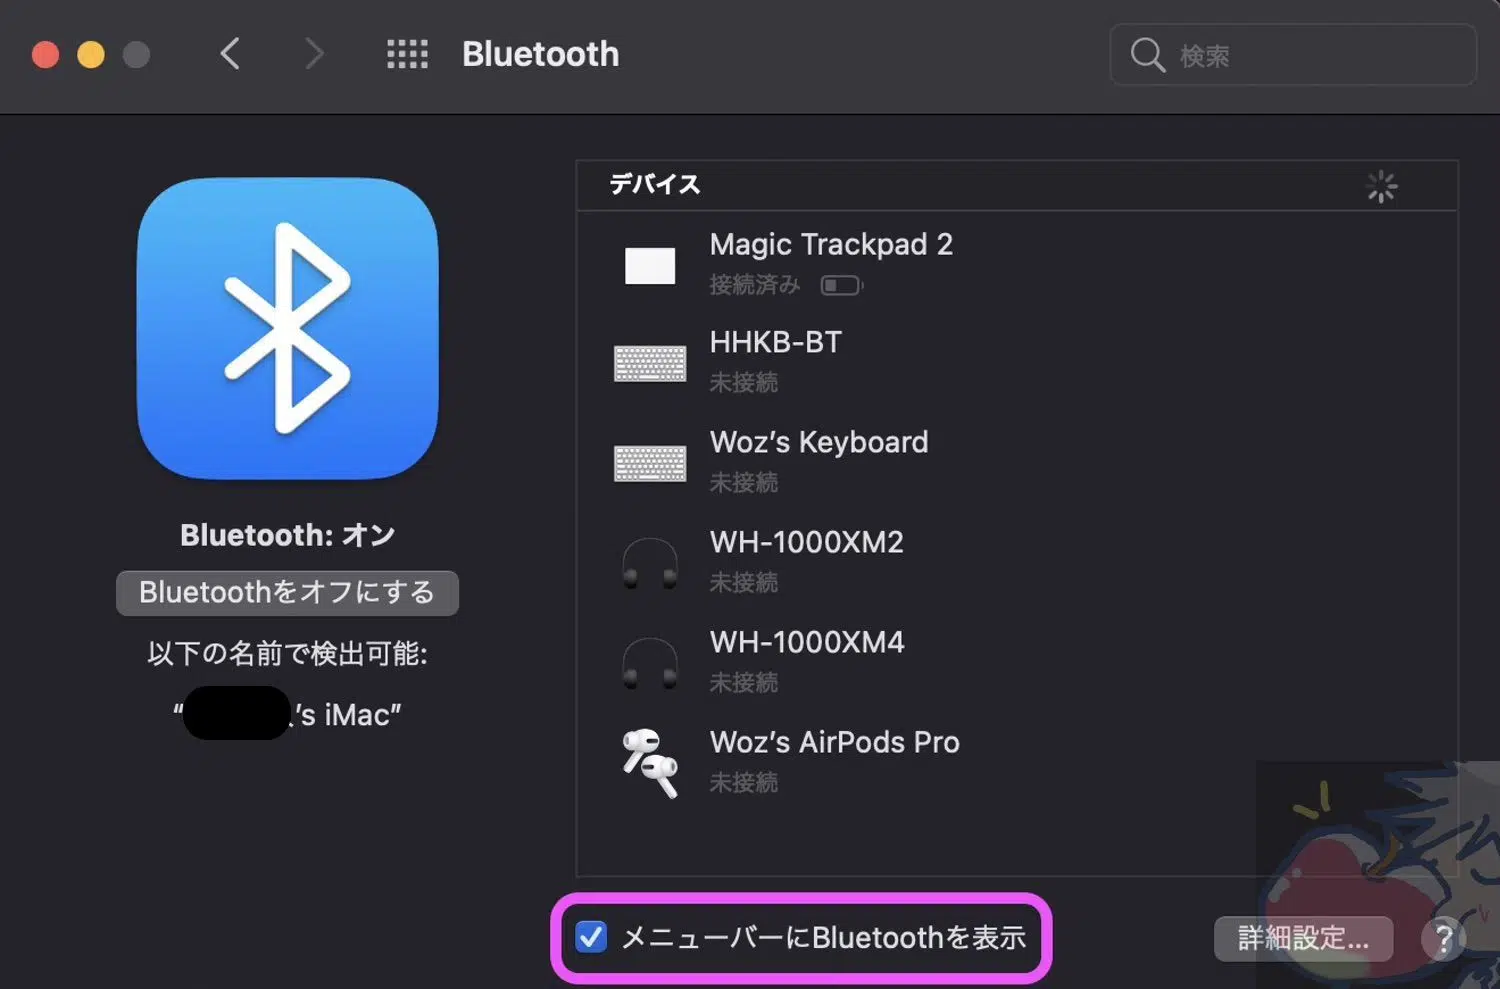 Bluetooth
検索
デバイス
Magic Trackpad 2
接続済み
HHKB-BT
未接続
Woz’s Keyboard
未接続
WH-1000XM2
未接続
WH-1000XM4
未接続
Woz’s AirPods Pro
未接続
Bluetooth: オン
Bluetoothをオフにする
以下の名前で検出可能:
“ ’s iMac”
メニューバーにBluetoothを表示
詳細設定...
?